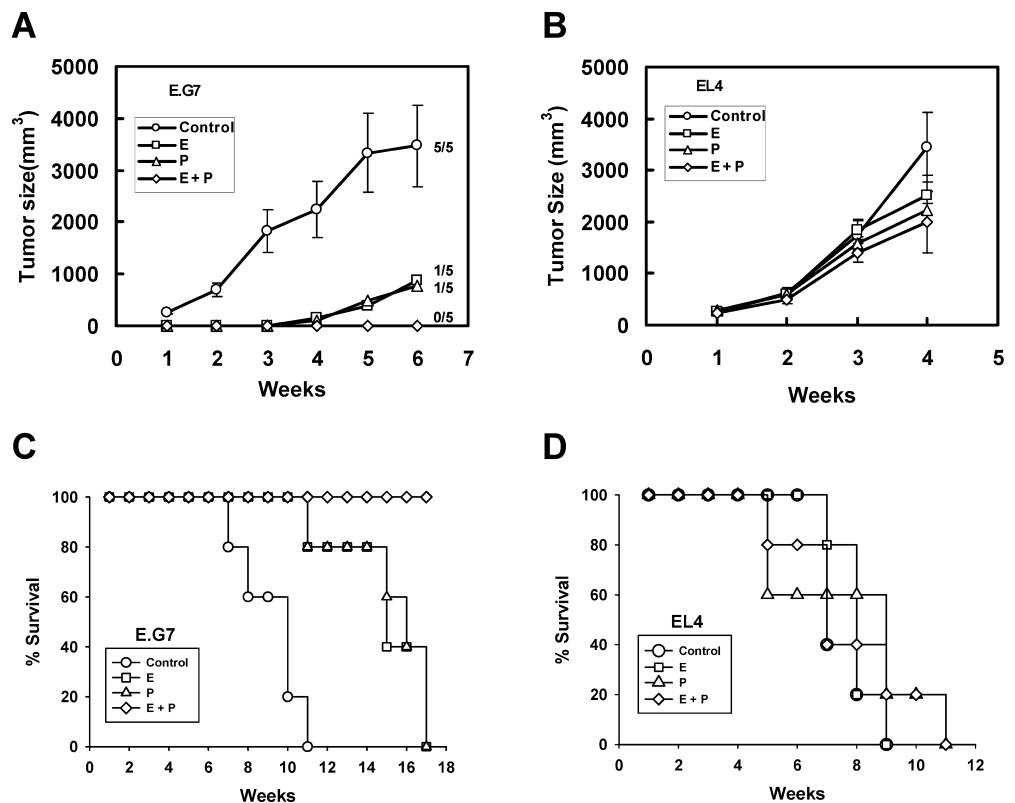 A
5000
4000
3000
2000
1000
0
Tumor size(mm3)
E.G7
Control
E
P
E + P
5/5
1/5
1/5
0/5
0 1 2 3 4 5 6 7
Weeks
B
5000
4000
3000
2000
1000
0
Tumor Size (mm3)
EL4
Control
E
P
E + P
0 1 2 3 4 5
Weeks
C
100
80
60
40
20
0
% Survival
E.G7
Control
E
P
E + P
0 2 4 6 8 10 12 14 16 18
Weeks
D
100
80
60
40
20
0
% Survival
EL4
Control
E
P
E + P
0 2 4 6 8 10 12
Weeks